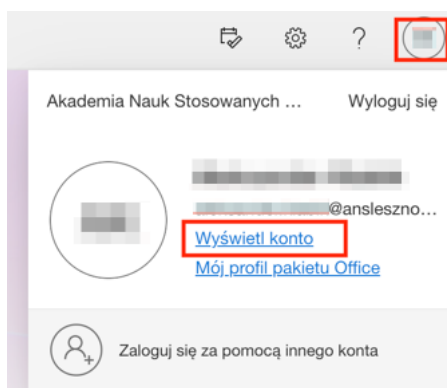 Akademia Nauk Stosowanych ... Wyloguj się
@ansleszno...
Wyświetl konto
Mój profil pakietu Office
Zaloguj się za pomocą innego konta